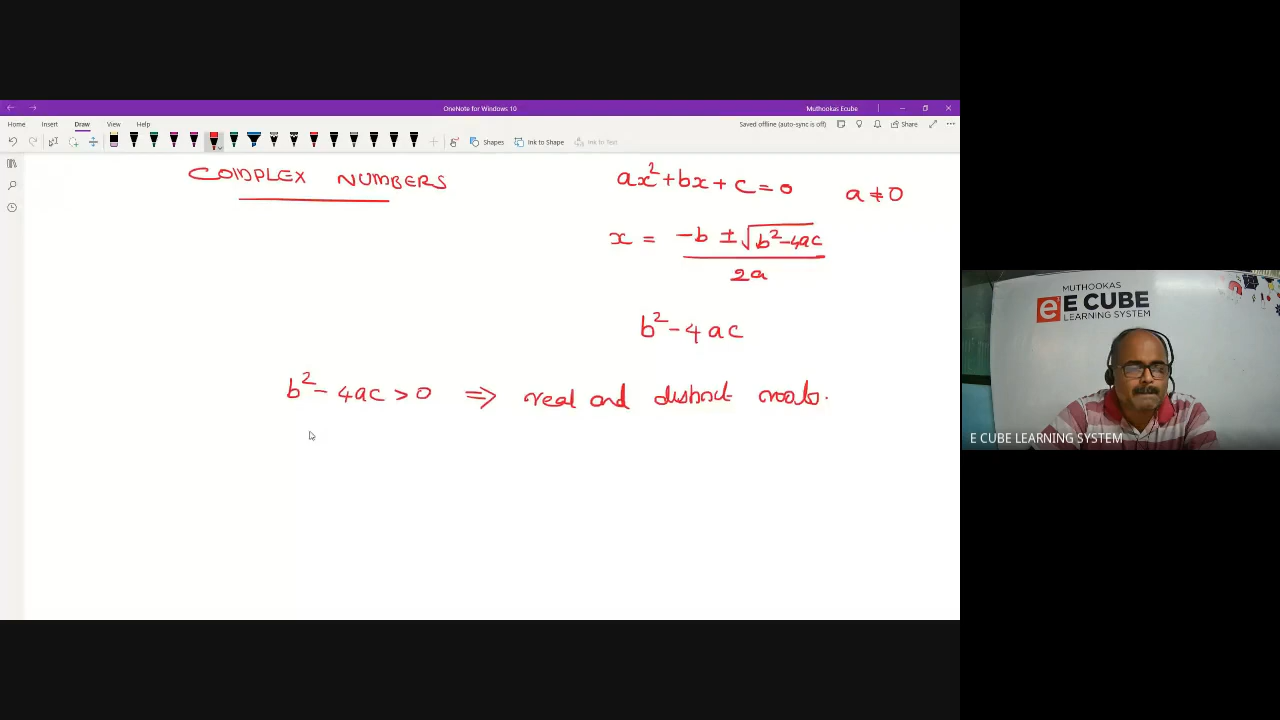 OneNote for Windows 10
Muthookas Ecube
Home Insert Draw View Help
Saved offline (auto-sync is off)
Share
Shapes
Ink to Shape
Ink to Text
COMPLEX NUMBERS
ax²+bx+c=0 a≠0
x = -b ±√b²-4ac
2a
b²-4ac
b²-4ac>0 ⇒ real and distinct roots.
MUTHOOKAS
e E CUBE
LEARNING SYSTEM
E CUBE LEARNING SYSTEM